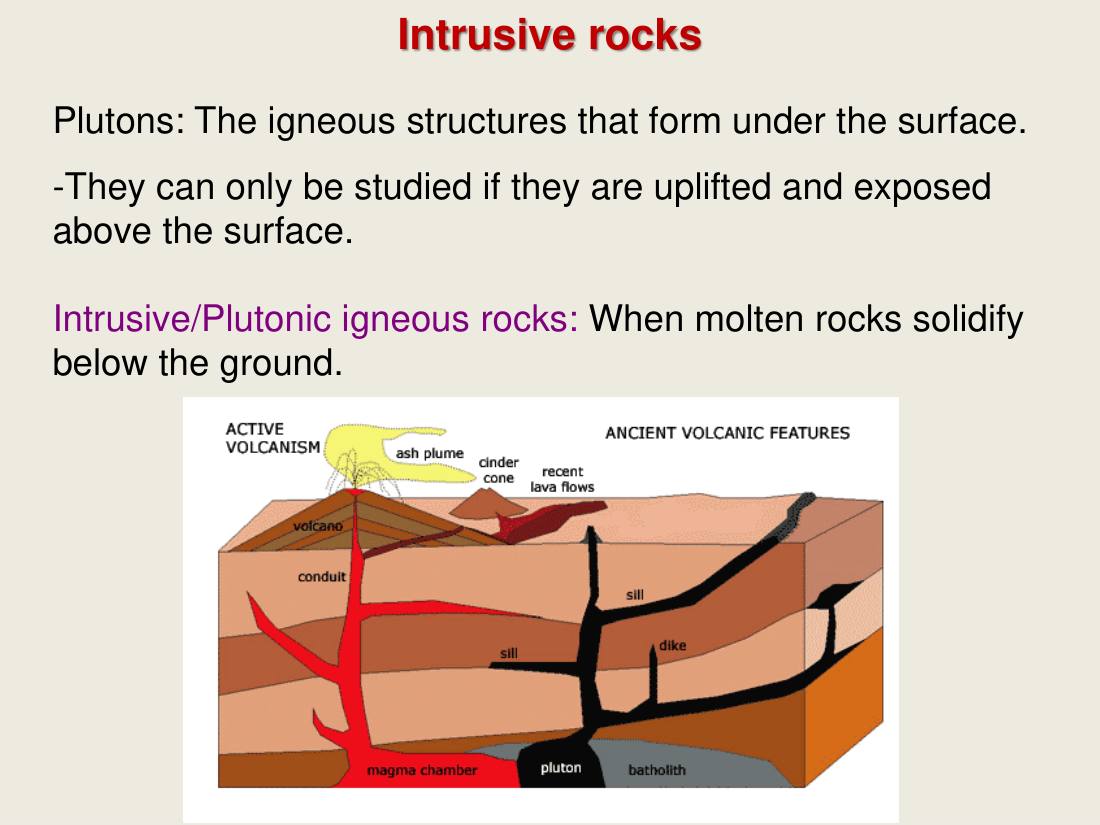 Intrusive rocks
Plutons: The igneous structures that form under the surface.
-They can only be studied if they are uplifted and exposed
above the surface.
Intrusive/Plutonic igneous rocks: When molten rocks solidify
below the ground.
ACTIVE
VOLCANISM
ANCIENT VOLCANIC FEATURES
ash plume
cinder
cone
recent
lava flows
volcano
conduit
sill
sill
dike
magma chamber
pluton
batholith